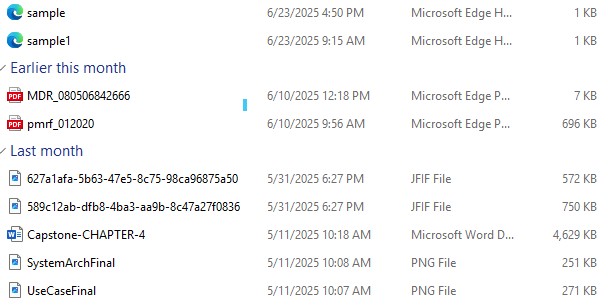 sample 6/23/2025 4:50 PM Microsoft Edge H... 1 KB
sample1 6/23/2025 9:15 AM Microsoft Edge H... 1 KB
Earlier this month
PDF MDR_080506842666 6/10/2025 12:18 PM Microsoft Edge P... 7 KB
PDF pmrf_012020 6/10/2025 9:56 AM Microsoft Edge P... 696 KB
Last month
627a1afa-5b63-47e5-8c75-98ca96875a50 5/31/2025 6:27 PM JFIF File 572 KB
589c12ab-dfb8-4ba3-aa9b-8c47a27f0836 5/31/2025 6:27 PM JFIF File 750 KB
W Capstone-CHAPTER-4 5/11/2025 10:18 AM Microsoft Word D... 4,629 KB
SystemArchFinal 5/11/2025 10:08 AM PNG File 251 KB
UseCaseFinal 5/11/2025 10:07 AM PNG File 271 KB